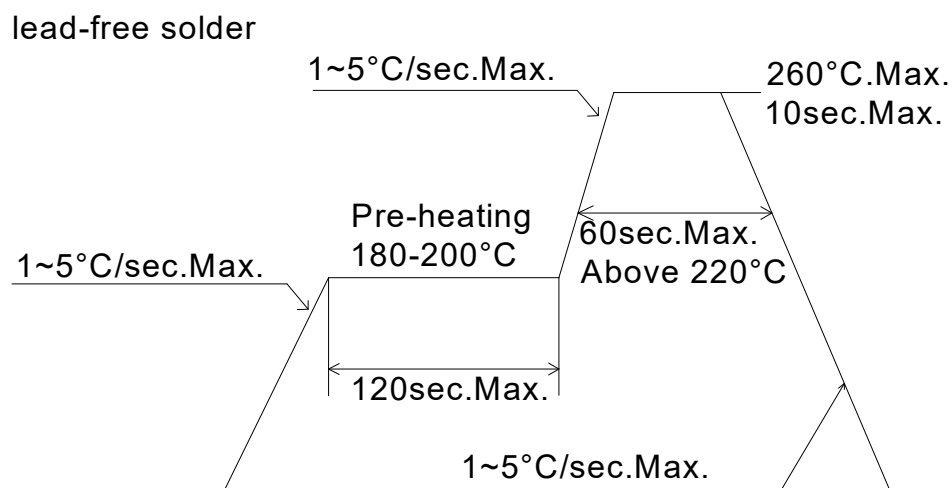 lead-free solder
1~5°C/sec.Max.
260°C.Max.
10sec.Max.
Pre-heating
180-200°C
60sec.Max.
Above 220°C
1~5°C/sec.Max.
120sec.Max.
1~5°C/sec.Max.